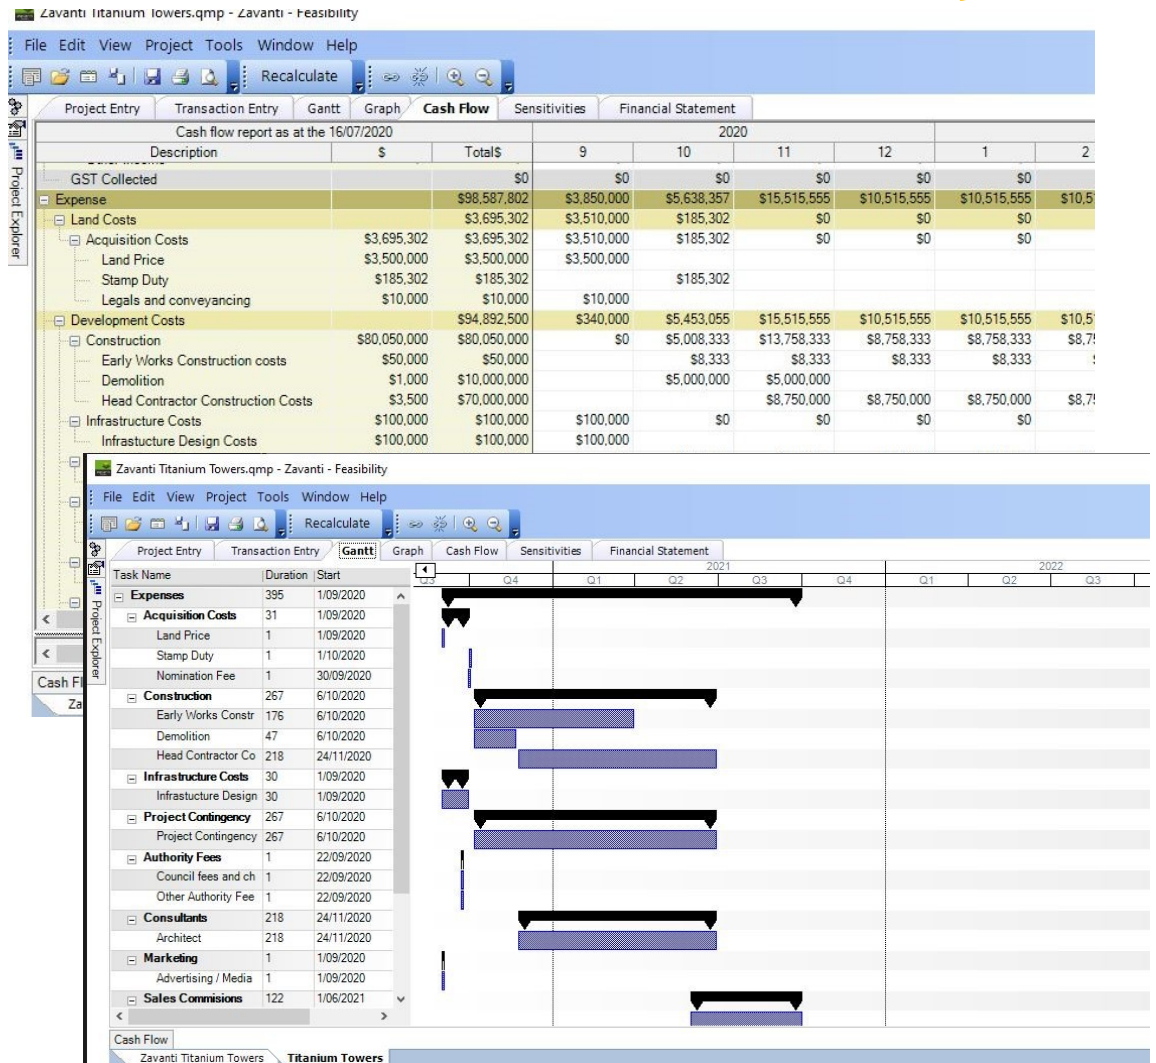 Zavanti Titanium Towers.qmp - Zavanti - Feasibility
File Edit View Project Tools Window Help
Recalculate
Project Entry Transaction Entry Gantt Graph Cash Flow Sensitivities Financial Statement
Cash flow report as at the 16/07/2020 2020
Description $ Total$ 9 10 11 12 1 2
Other Income
GST Collected $0 $0 $0 $0 $0 $0
Expense $98,587,802 $3,850,000 $5,638,357 $15,515,555 $10,515,555 $10,515,555 $10,5
Land Costs $3,695,302 $3,510,000 $185,302 $0 $0 $0
Acquisition Costs $3,695,302 $3,695,302 $3,510,000 $185,302 $0 $0 $0
Land Price $3,500,000 $3,500,000 $3,500,000
Stamp Duty $185,302 $185,302 $185,302
Legals and conveyancing $10,000 $10,000 $10,000
Development Costs $94,892,500 $340,000 $5,453,055 $15,515,555 $10,515,555 $10,515,555 $10,5
Construction $80,050,000 $80,050,000 $0 $5,008,333 $13,758,333 $8,758,333 $8,758,333 $8,7
Early Works Construction costs $50,000 $50,000 $8,333 $8,333 $8,333 $8,333
Demolition $1,000 $10,000,000 $5,000,000 $5,000,000
Head Contractor Construction Costs $3,500 $70,000,000 $8,750,000 $8,750,000 $8,750,000 $8,7
Infrastructure Costs $100,000 $100,000 $100,000 $0 $0 $0 $0
Infrastucture Design Costs $100,000 $100,000 $100,000
Project Explorer
Cash Fl
Za
Zavanti Titanium Towers.qmp - Zavanti - Feasibility
File Edit View Project Tools Window Help
Recalculate
Project Entry Transaction Entry Gantt Graph Cash Flow Sensitivities Financial Statement
2021 2022
Task Name Duration Start Q3 Q4 Q1 Q2 Q3 Q4 Q1 Q2 Q3
Expenses 395 1/09/2020
Acquisition Costs 31 1/09/2020
Land Price 1 1/09/2020
Stamp Duty 1 1/10/2020
Nomination Fee 1 30/09/2020
Construction 267 6/10/2020
Early Works Constr 176 6/10/2020
Demolition 47 6/10/2020
Head Contractor Co 218 24/11/2020
Infrastructure Costs 30 1/09/2020
Infrastucture Design 30 1/09/2020
Project Contingency 267 6/10/2020
Project Contingency 267 6/10/2020
Authority Fees 1 22/09/2020
Council fees and ch 1 22/09/2020
Other Authority Fee 1 22/09/2020
Consultants 218 24/11/2020
Architect 218 24/11/2020
Marketing 1 1/09/2020
Advertising / Media 1 1/09/2020
Sales Commisions 122 1/06/2021
Project Explorer
Cash Flow
Zavanti Titanium Towers Titanium Towers